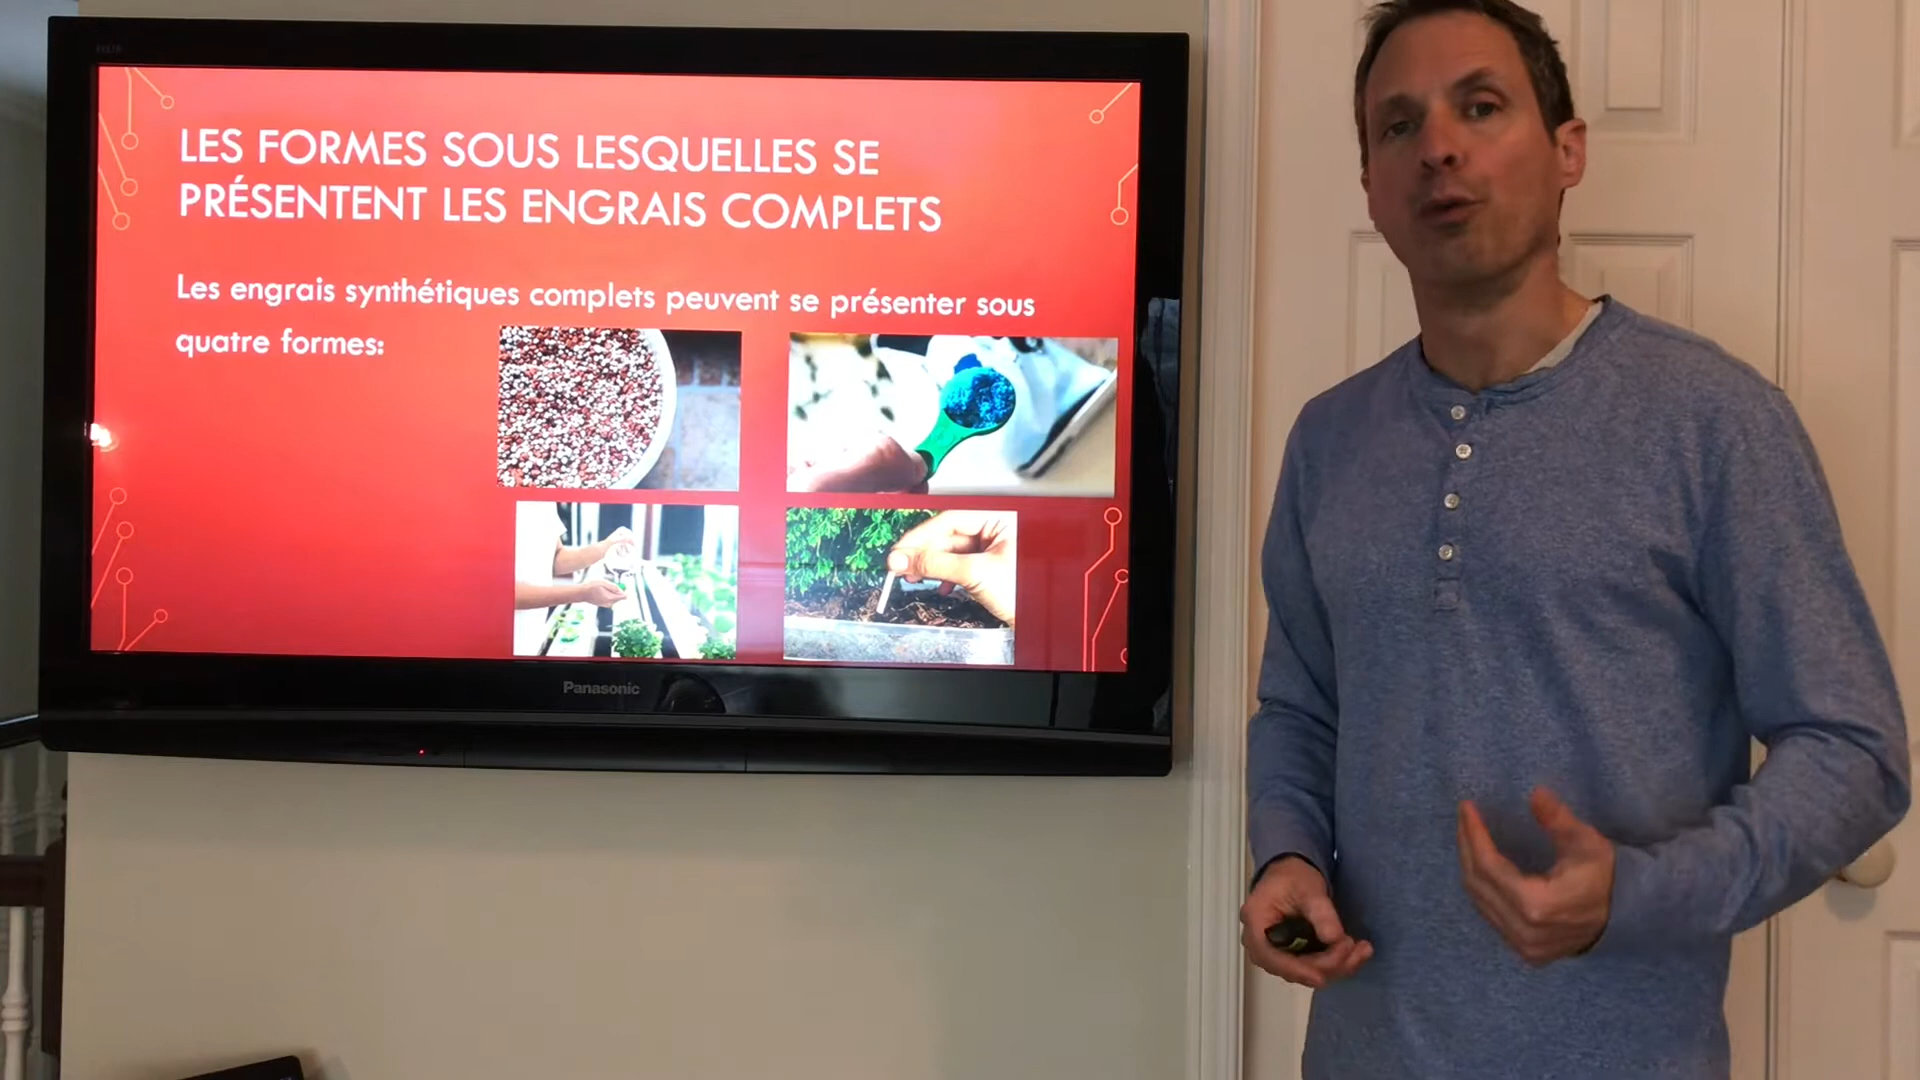 LES FORMES SOUS LESQUELLES SE
PRÉSENTENT LES ENGRAIS COMPLETS
Les engrais synthétiques complets peuvent se présenter sous
quatre formes:
Panasonic